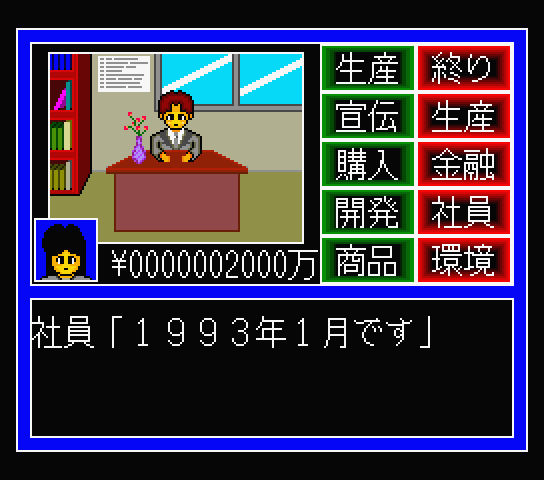 生産 終り
宣伝 生産
購入 金融
開発 社員
商品 環境
¥0000002000万
社員「１９９３年１月です」